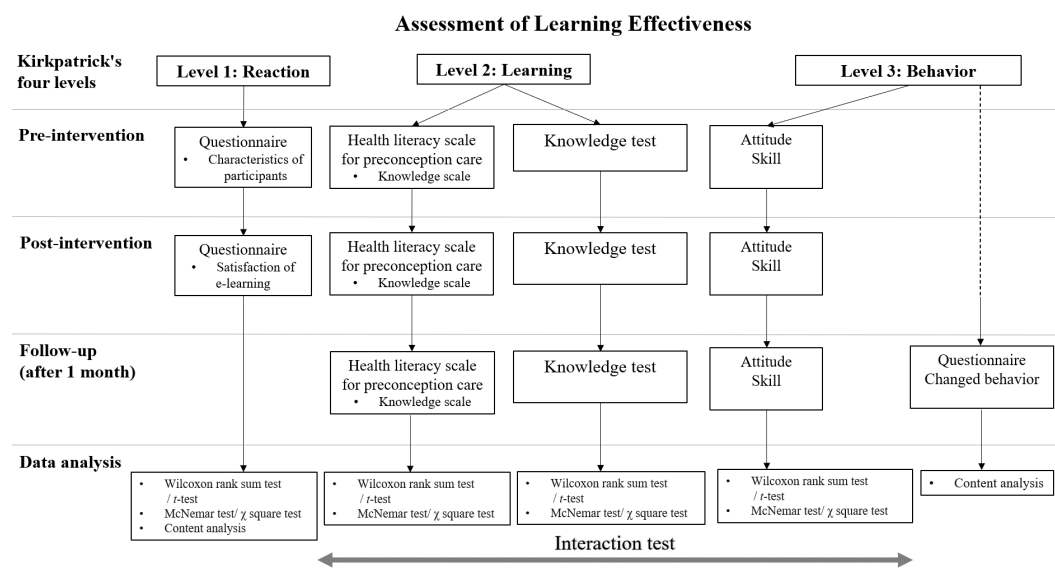 Assessment of Learning Effectiveness
Kirkpatrick's
four levels
Level 1: Reaction
Level 2: Learning
Level 3: Behavior
Pre-intervention
Questionnaire
• Characteristics of
participants
Health literacy scale
for preconception care
• Knowledge scale
Knowledge test
Attitude
Skill
Post-intervention
Questionnaire
• Satisfaction of
e-learning
Health literacy scale
for preconception care
• Knowledge scale
Knowledge test
Attitude
Skill
Follow-up
(after 1 month)
Health literacy scale
for preconception care
• Knowledge scale
Knowledge test
Attitude
Skill
Questionnaire
Changed behavior
Data analysis
• Wilcoxon rank sum test
/ t-test
• McNemar test/ χ square test
• Content analysis
• Wilcoxon rank sum test
/ t-test
• McNemar test/ χ square test
• Wilcoxon rank sum test
/ t-test
• McNemar test/ χ square test
• Wilcoxon rank sum test
/ t-test
• McNemar test/ χ square test
• Content analysis
Interaction test